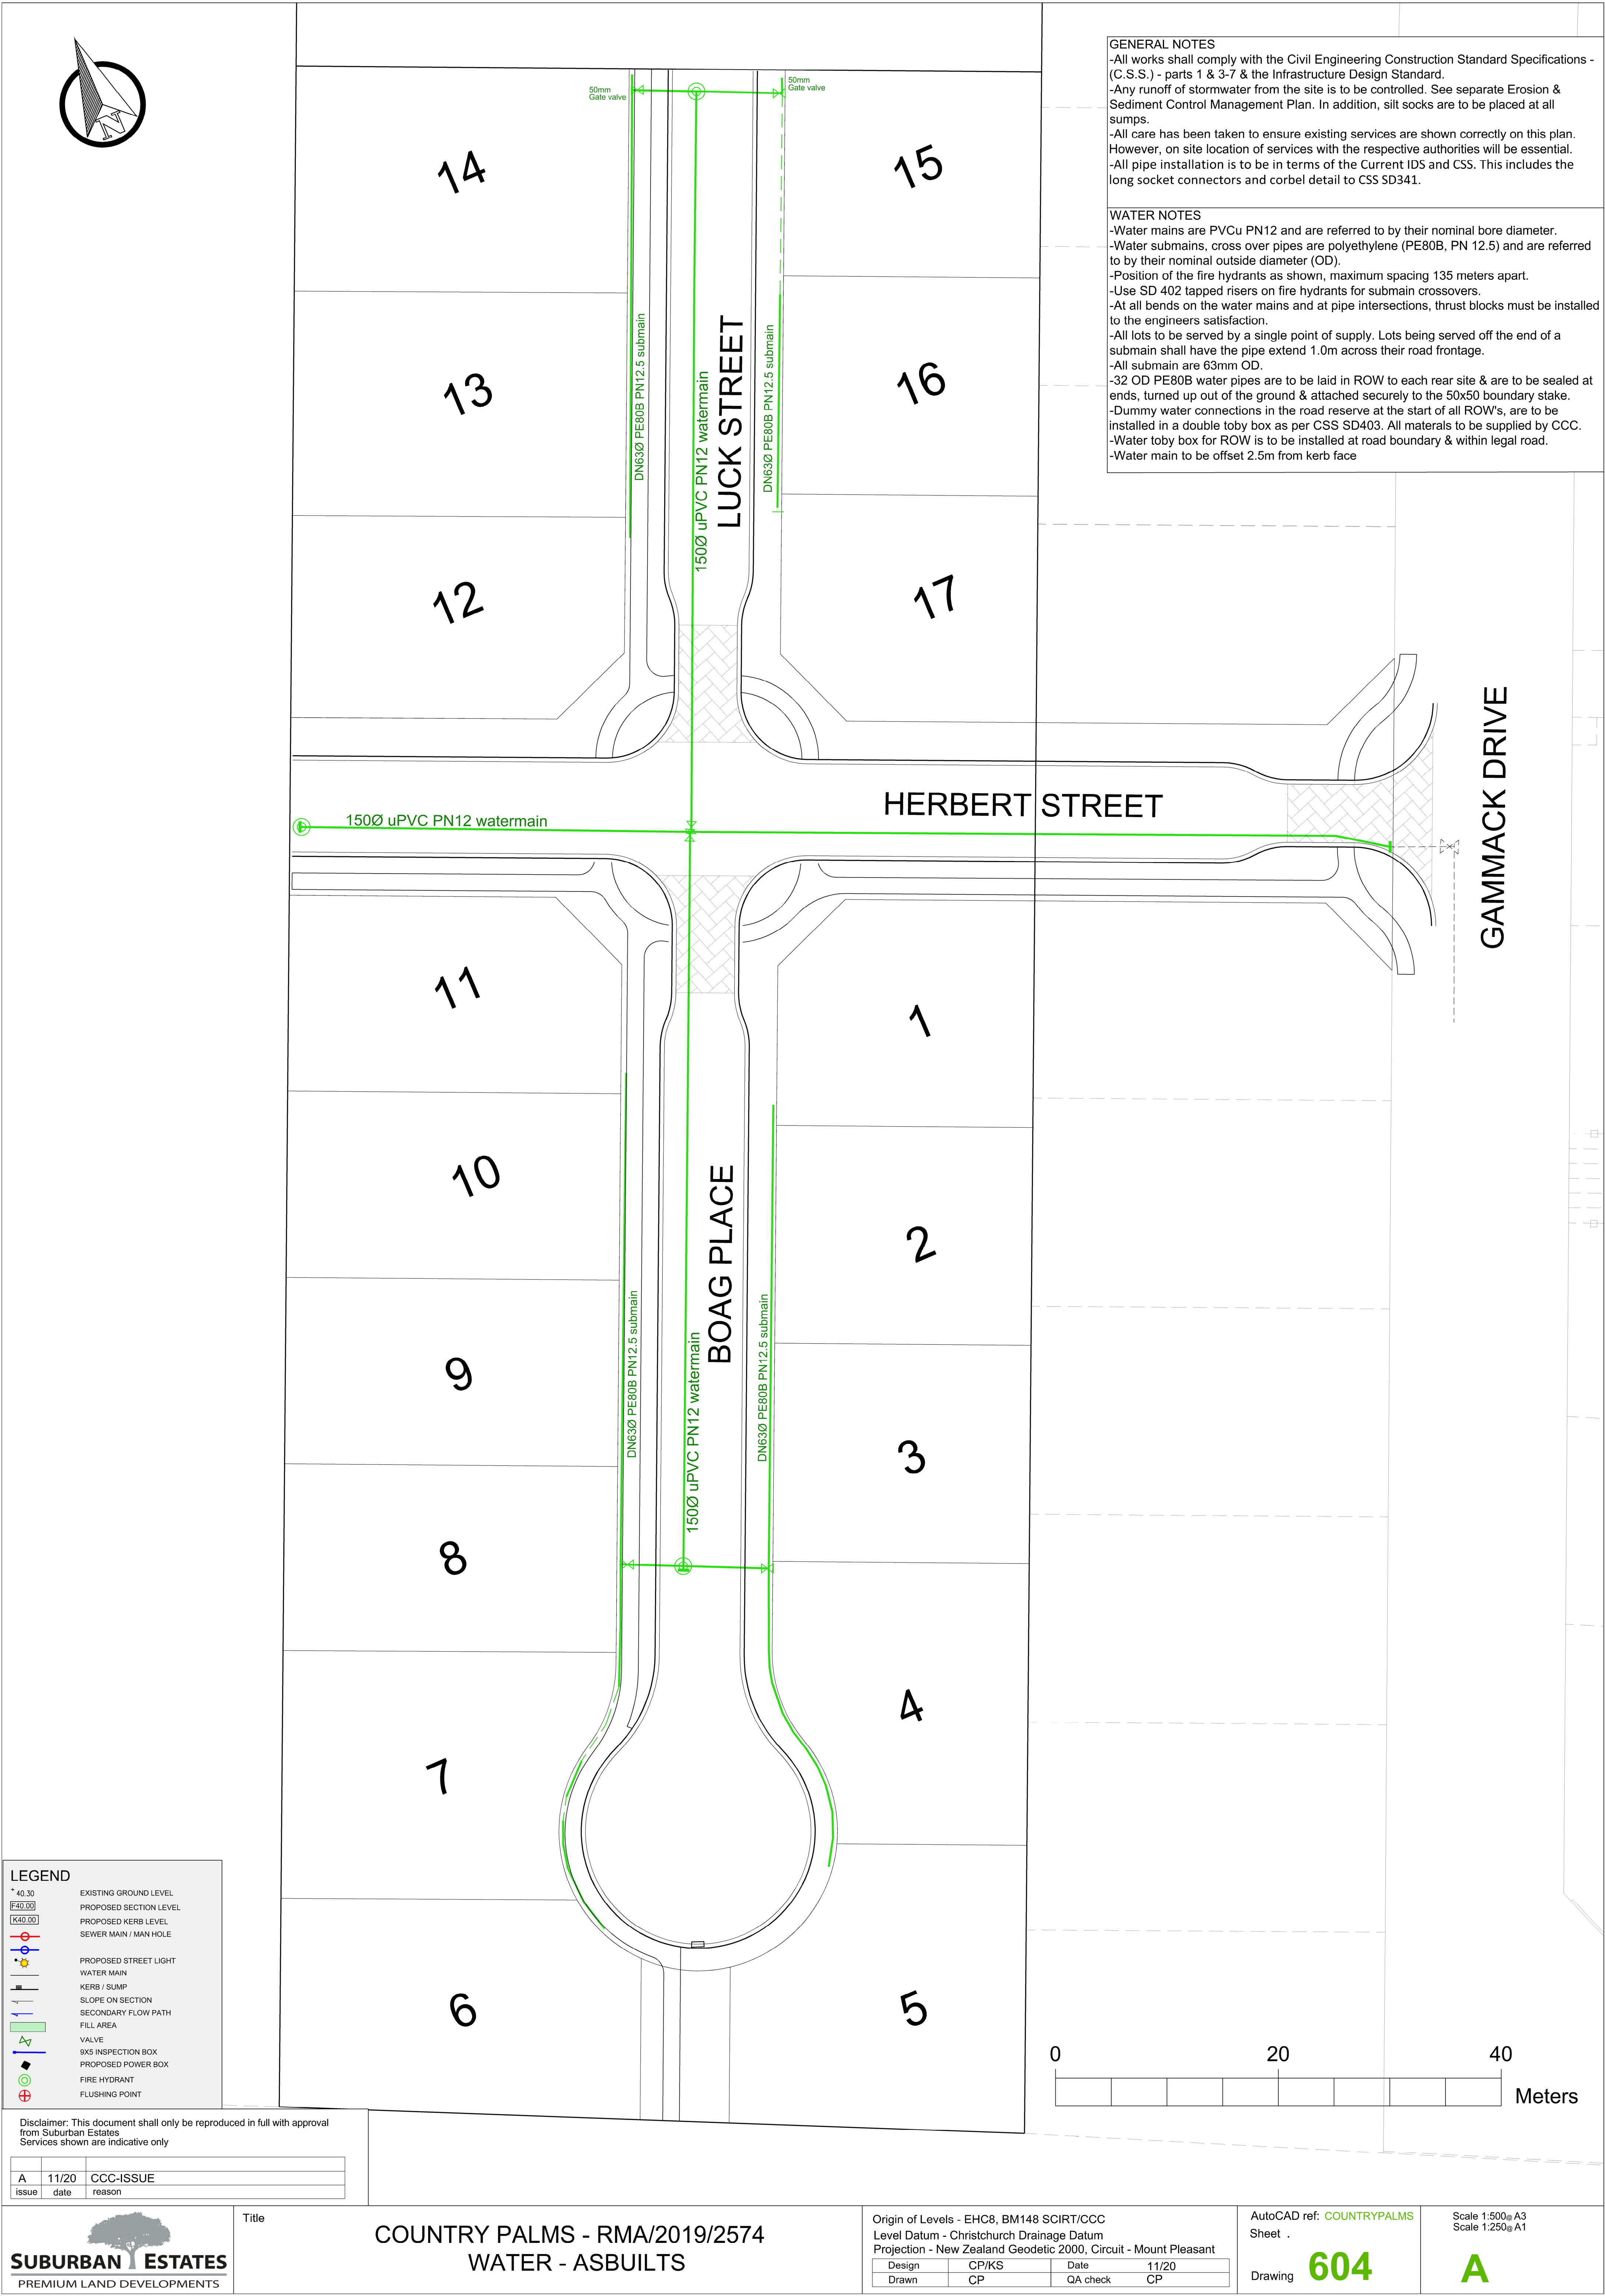 GENERAL NOTES
-All works shall comply with the Civil Engineering Construction Standard Specifications -
(C.S.S.) - parts 1 & 3-7 & the Infrastructure Design Standard.
-Any runoff of stormwater from the site is to be controlled. See separate Erosion &
Sediment Control Management Plan. In addition, silt socks are to be placed at all
sumps.
-All care has been taken to ensure existing services are shown correctly on this plan.
However, on site location of services with the respective authorities will be essential.
-All pipe installation is to be in terms of the Current IDS and CSS. This includes the
long socket connectors and corbel detail to CSS SD341.
WATER NOTES
-Water mains are PVCu PN12 and are referred to by their nominal bore diameter.
-Water submains, cross over pipes are polyethylene (PE80B, PN 12.5) and are referred
to by their nominal outside diameter (OD).
-Position of the fire hydrants as shown, maximum spacing 135 meters apart.
-Use SD 402 tapped risers on fire hydrants for submain crossovers.
-At all bends on the water mains and at pipe intersections, thrust blocks must be installed
to the engineers satisfaction.
-All lots to be served by a single point of supply. Lots being served off the end of a
submain shall have the pipe extend 1.0m across their road frontage.
-All submain are 63mm OD.
-32 OD PE80B water pipes are to be laid in ROW to each rear site & are to be sealed at
ends, turned up out of the ground & attached securely to the 50x50 boundary stake.
-Dummy water connections in the road reserve at the start of all ROW's, are to be
installed in a double toby box as per CSS SD403. All materals to be supplied by CCC.
-Water toby box for ROW is to be installed at road boundary & within legal road.
-Water main to be offset 2.5m from kerb face
N
50mm
Gate valve
50mm
Gate valve
14
15
13
16
12
17
DN63Ø PE80B PN12.5 submain
150Ø uPVC PN12 watermain
LUCK STREET
DN63Ø PE80B PN12.5 submain
HERBERT STREET
150Ø uPVC PN12 watermain
GAMMACK DRIVE
11
1
10
2
9
3
8
4
7
6
5
DN63Ø PE80B PN12.5 submain
150Ø uPVC PN12 watermain
BOAG PLACE
DN63Ø PE80B PN12.5 submain
LEGEND
+ 40.30 EXISTING GROUND LEVEL
F40.00 PROPOSED SECTION LEVEL
K40.00 PROPOSED KERB LEVEL
SEWER MAIN / MAN HOLE
PROPOSED STREET LIGHT
WATER MAIN
KERB / SUMP
SLOPE ON SECTION
SECONDARY FLOW PATH
FILL AREA
VALVE
9X5 INSPECTION BOX
PROPOSED POWER BOX
FIRE HYDRANT
FLUSHING POINT
0 20 40
Meters
Disclaimer: This document shall only be reproduced in full with approval
from Suburban Estates
Services shown are indicative only
A 11/20 CCC-ISSUE
issue date reason
SUBURBAN ESTATES
PREMIUM LAND DEVELOPMENTS
Title
COUNTRY PALMS - RMA/2019/2574
WATER - ASBUILTS
Origin of Levels - EHC8, BM148 SCIRT/CCC
Level Datum - Christchurch Drainage Datum
Projection - New Zealand Geodetic 2000, Circuit - Mount Pleasant
Design CP/KS Date 11/20
Drawn CP QA check CP
AutoCAD ref: COUNTRYPALMS
Sheet .
Drawing 604
Scale 1:500@ A3
Scale 1:250@ A1
A